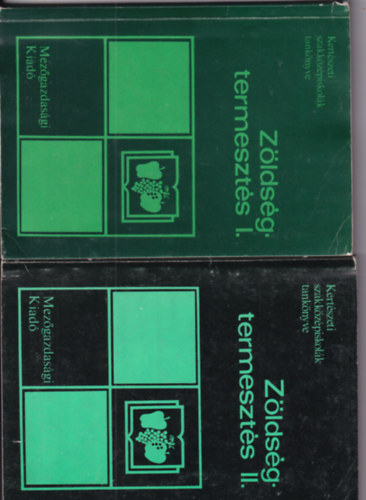 Kertészeti
szakközépiskolák
tankönyve
Zöldség-
termesztés I.
Mezőgazdasági
Kiadó
Kertészeti
szakközépiskolák
tankönyve
Zöldség-
termesztés II.
Mezőgazdasági
Kiadó